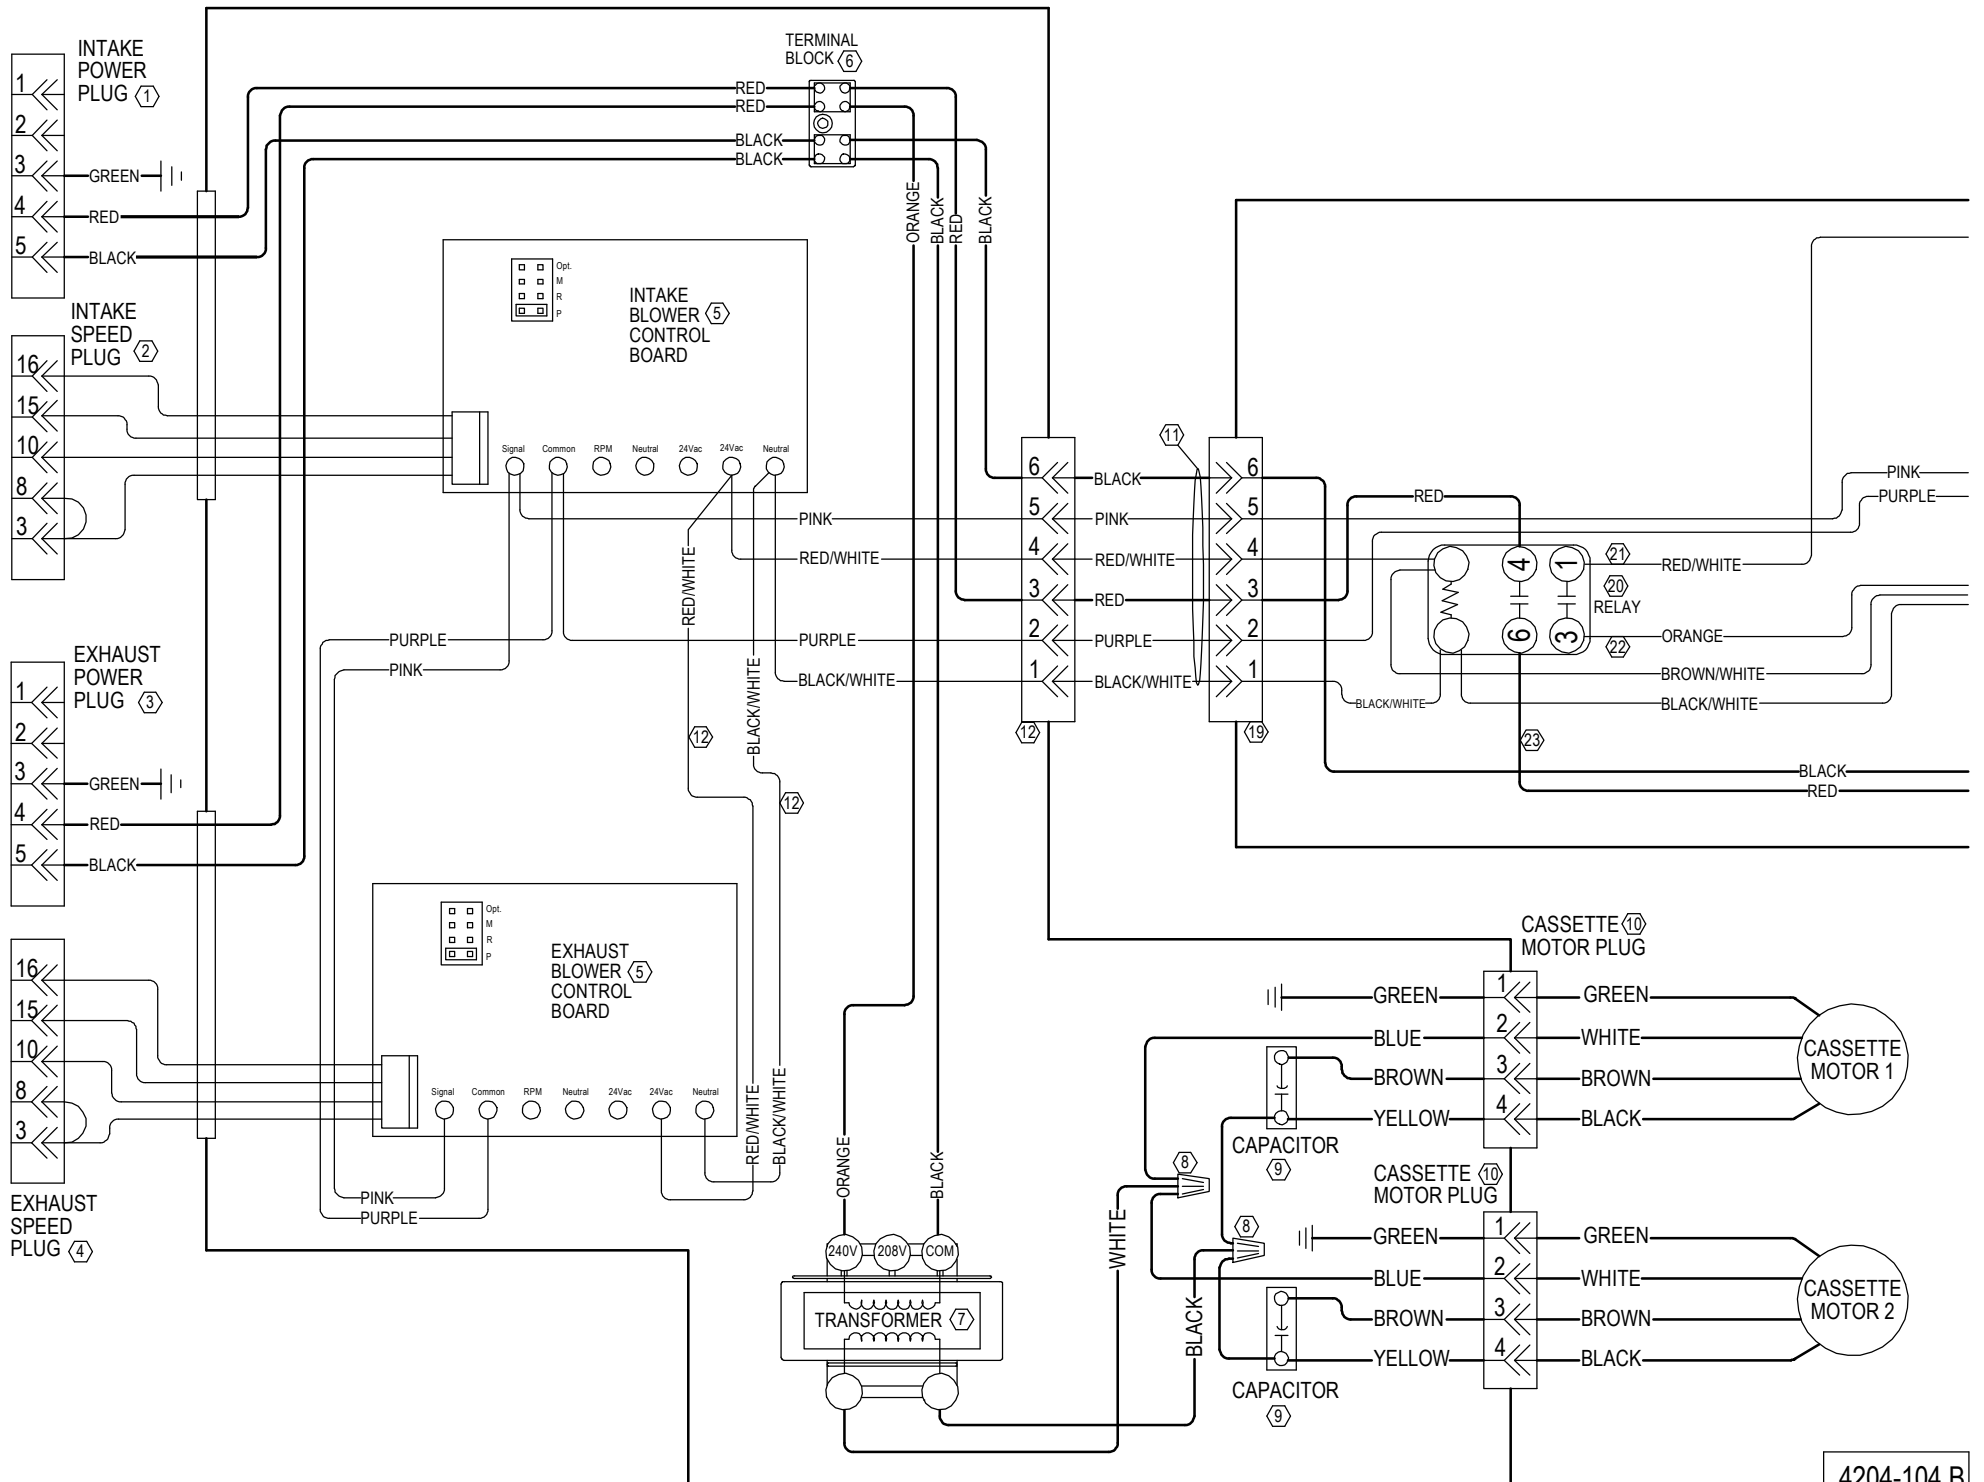 INTAKE
POWER
PLUG 1
1
2
3
GREEN
4
RED
5
BLACK
INTAKE
SPEED
PLUG 2
16
15
10
8
3
EXHAUST
POWER
PLUG 3
1
2
3
GREEN
4
RED
5
BLACK
16
15
10
8
3
EXHAUST
SPEED
PLUG 4
TERMINAL
BLOCK 6
RED
RED
BLACK
BLACK
ORANGE
BLACK
RED
BLACK
Opt.
M
R
P
INTAKE
BLOWER 5
CONTROL
BOARD
Signal
Common
RPM
Neutral
24Vac
24Vac
Neutral
PINK
RED/WHITE
RED/WHITE
PURPLE
PURPLE
PINK
BLACK/WHITE
BLACK/WHITE
12
12
Opt.
M
R
P
EXHAUST
BLOWER 5
CONTROL
BOARD
Signal
Common
RPM
Neutral
24Vac
24Vac
Neutral
RED/WHITE
BLACK/WHITE
PINK
PURPLE
ORANGE
BLACK
240V
208V
COM
TRANSFORMER 7
6
5
4
3
2
1
12
11
BLACK
PINK
RED/WHITE
RED
PURPLE
BLACK/WHITE
6
5
4
3
2
1
19
RED
PINK
PURPLE
4
1
6
3
21
20
RELAY
22
RED/WHITE
ORANGE
BROWN/WHITE
BLACK/WHITE
BLACK/WHITE
23
BLACK
RED
CASSETTE 10
MOTOR PLUG
GREEN
1
GREEN
BLUE
2
WHITE
BROWN
3
BROWN
YELLOW
4
BLACK
CASSETTE
MOTOR 1
CAPACITOR
9
8
8
WHITE
BLACK
CASSETTE 10
MOTOR PLUG
GREEN
1
GREEN
BLUE
2
WHITE
BROWN
3
BROWN
YELLOW
4
BLACK
CASSETTE
MOTOR 2
CAPACITOR
9
4204-104 B